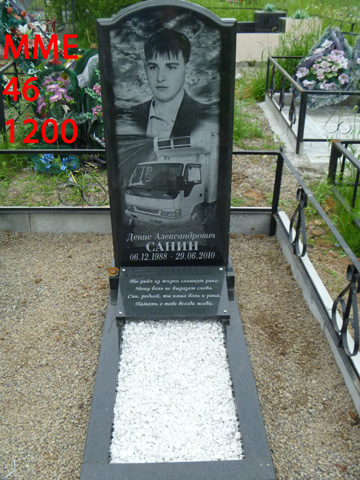 MME
46
1200
Денис Александрович
САНИН
06.12.1988 - 29.06.2010
Ты ушёл из жизни слишком рано.
Нашу боль не выразят слова.
Спи, родной, ты наша боль и рана.
Память о тебе всегда жива.